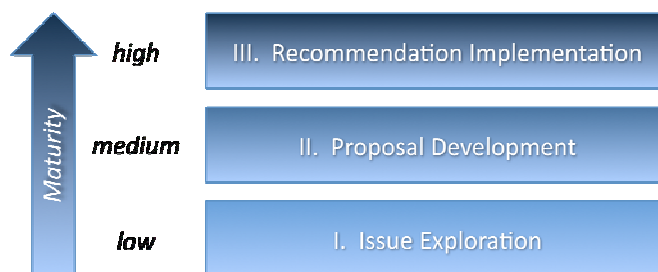 high
III. Recommendation Implementation
Maturity
medium
II. Proposal Development
low
I. Issue Exploration